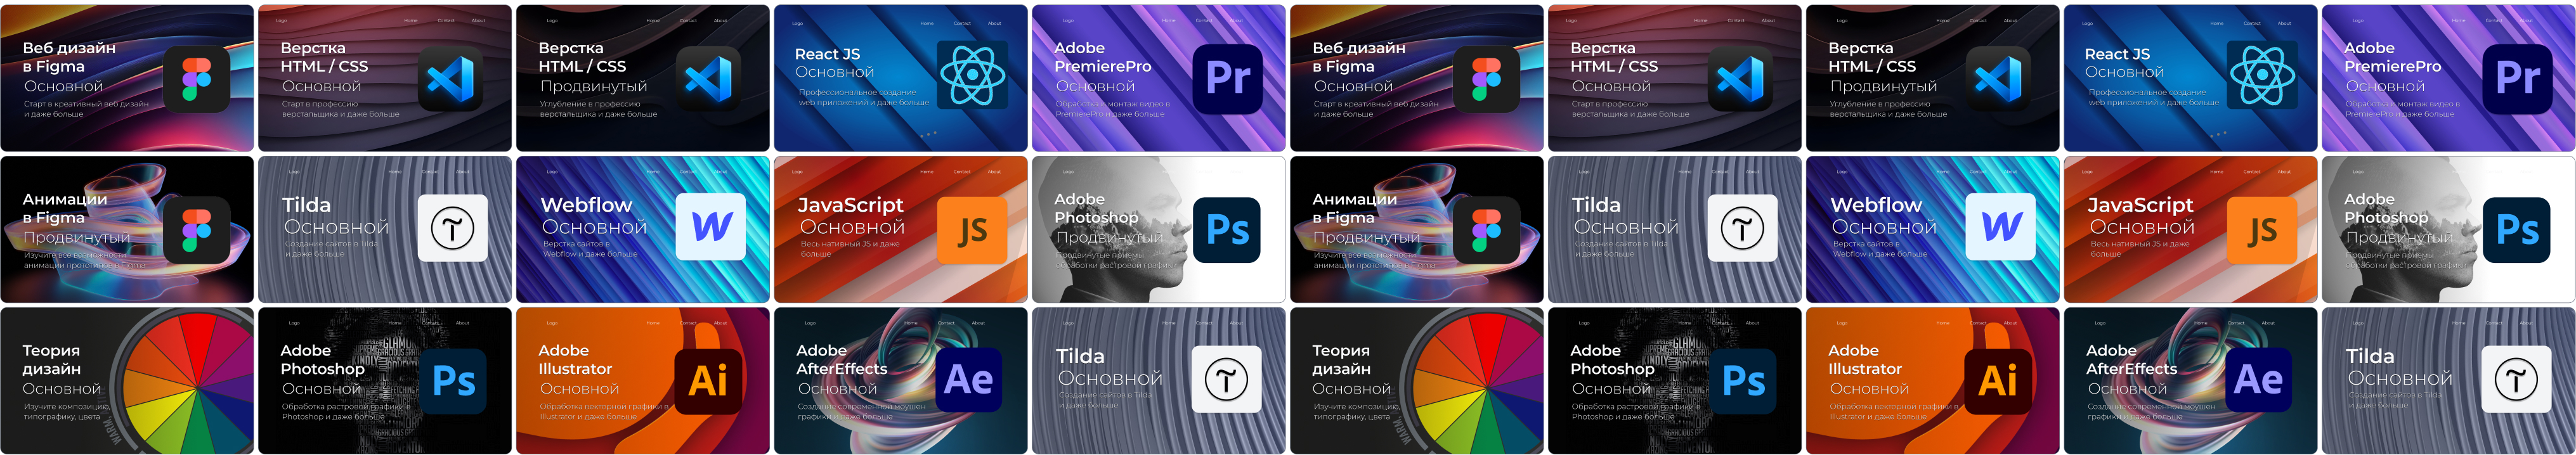 Logo Home Contact About
Веб дизайн
в Figma
Основной
Старт в креативный веб дизайн
и даже больше
Logo Home Contact About
Верстка
HTML / CSS
Основной
Старт в профессию
верстальщика и даже больше
Logo Home Contact About
Верстка
HTML / CSS
Продвинутый
Углубление в профессию
верстальщика и даже больше
Logo Home Contact About
React JS
Основной
Профессиональное создание
web приложений и даже больше
Logo Home Contact About
Adobe
PremierePro
Основной
Обработка и монтаж видео в
PremierePro и даже больше
Pr
Веб дизайн
в Figma
Основной
Старт в креативный веб дизайн
и даже больше
Logo Home Contact About
Верстка
HTML / CSS
Основной
Старт в профессию
верстальщика и даже больше
Logo Home Contact About
Верстка
HTML / CSS
Продвинутый
Углубление в профессию
верстальщика и даже больше
Logo Home Contact About
React JS
Основной
Профессиональное создание
web приложений и даже больше
Logo Home Contact About
Adobe
PremierePro
Основной
Обработка и монтаж видео в
PremierePro и даже больше
Pr
Анимации
в Figma
Продвинутый
Изучите все возможности
анимации прототипов в Figma
Logo Home Contact About
Tilda
Основной
Создание сайтов в Tilda
и даже больше
Logo Home Contact About
Webflow
Основной
Верстка сайтов в
Webflow и даже больше
W
Logo Home Contact About
JavaScript
Основной
Весь нативный JS и даже
больше
JS
Logo
Adobe
Photoshop
Продвинутый
Продвинутые приемы
обработки растровой графики
Ps
Анимации
в Figma
Продвинутый
Изучите все возможности
анимации прототипов в Figma
Logo Home Contact About
Tilda
Основной
Создание сайтов в Tilda
и даже больше
Logo Home Contact About
Webflow
Основной
Верстка сайтов в
Webflow и даже больше
W
Logo Home Contact About
JavaScript
Основной
Весь нативный JS и даже
больше
JS
Logo
Adobe
Photoshop
Продвинутый
Продвинутые приемы
обработки растровой графики
Ps
Теория
дизайн
Основной
Изучите композицию,
типографику, цвета
WARM
Logo Home Contact About
Adobe
Photoshop
Основной
Обработка растровой графики в
Photoshop и даже больше
Ps
Logo Home Contact About
Adobe
Illustrator
Основной
Обработка векторной графики в
Illustrator и даже больше
Ai
Logo Home Contact About
Adobe
AfterEffects
Основной
Создание современной моушен
графики и даже больше
Ae
Logo Home Contact About
Tilda
Основной
Создание сайтов в Tilda
и даже больше
Теория
дизайн
Основной
Изучите композицию,
типографику, цвета
WARM
Logo Home Contact About
Adobe
Photoshop
Основной
Обработка растровой графики в
Photoshop и даже больше
Ps
Logo Home Contact About
Adobe
Illustrator
Основной
Обработка векторной графики в
Illustrator и даже больше
Ai
Logo Home Contact About
Adobe
AfterEffects
Основной
Создание современной моушен
графики и даже больше
Ae
Logo Home Contact About
Tilda
Основной
Создание сайтов в Tilda
и даже больше